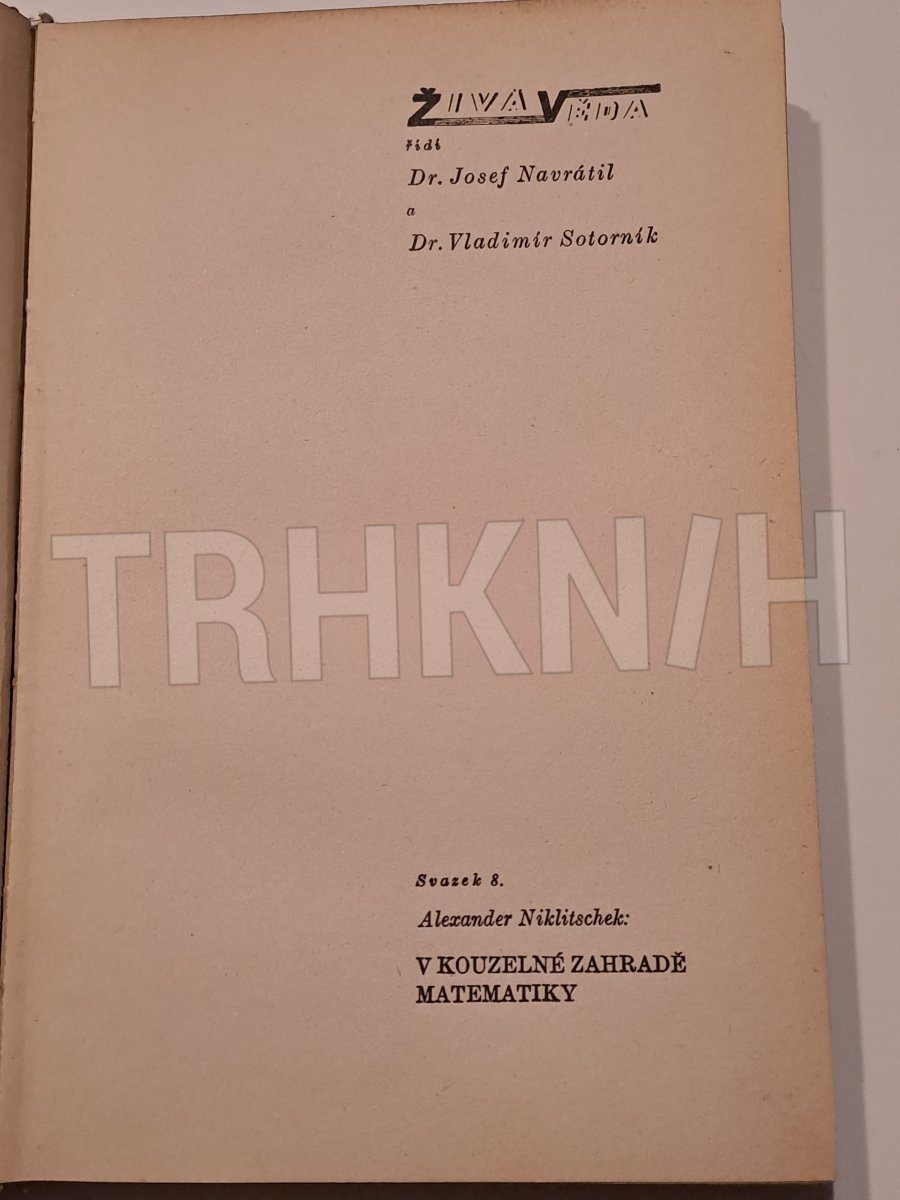 ŽIVÁ VĚDA
řídí
Dr. Josef Navrátil
a
Dr. Vladimír Sotorník
TRHKNIH
Svazek 8.
Alexander Niklitschek:
V KOUZELNÉ ZAHRADĚ
MATEMATIKY